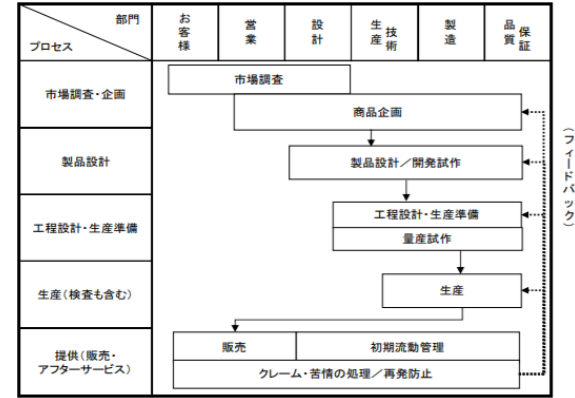 部門
プロセス
お客様
営業
設計
生産技術
製造
品質保証
市場調査・企画
市場調査
商品企画
製品設計
製品設計／開発試作
工程設計・生産準備
工程設計・生産準備
量産試作
生産（検査も含む）
生産
提供（販売・
アフターサービス）
販売
初期流動管理
クレーム・苦情の処理／再発防止
（フィードバック）